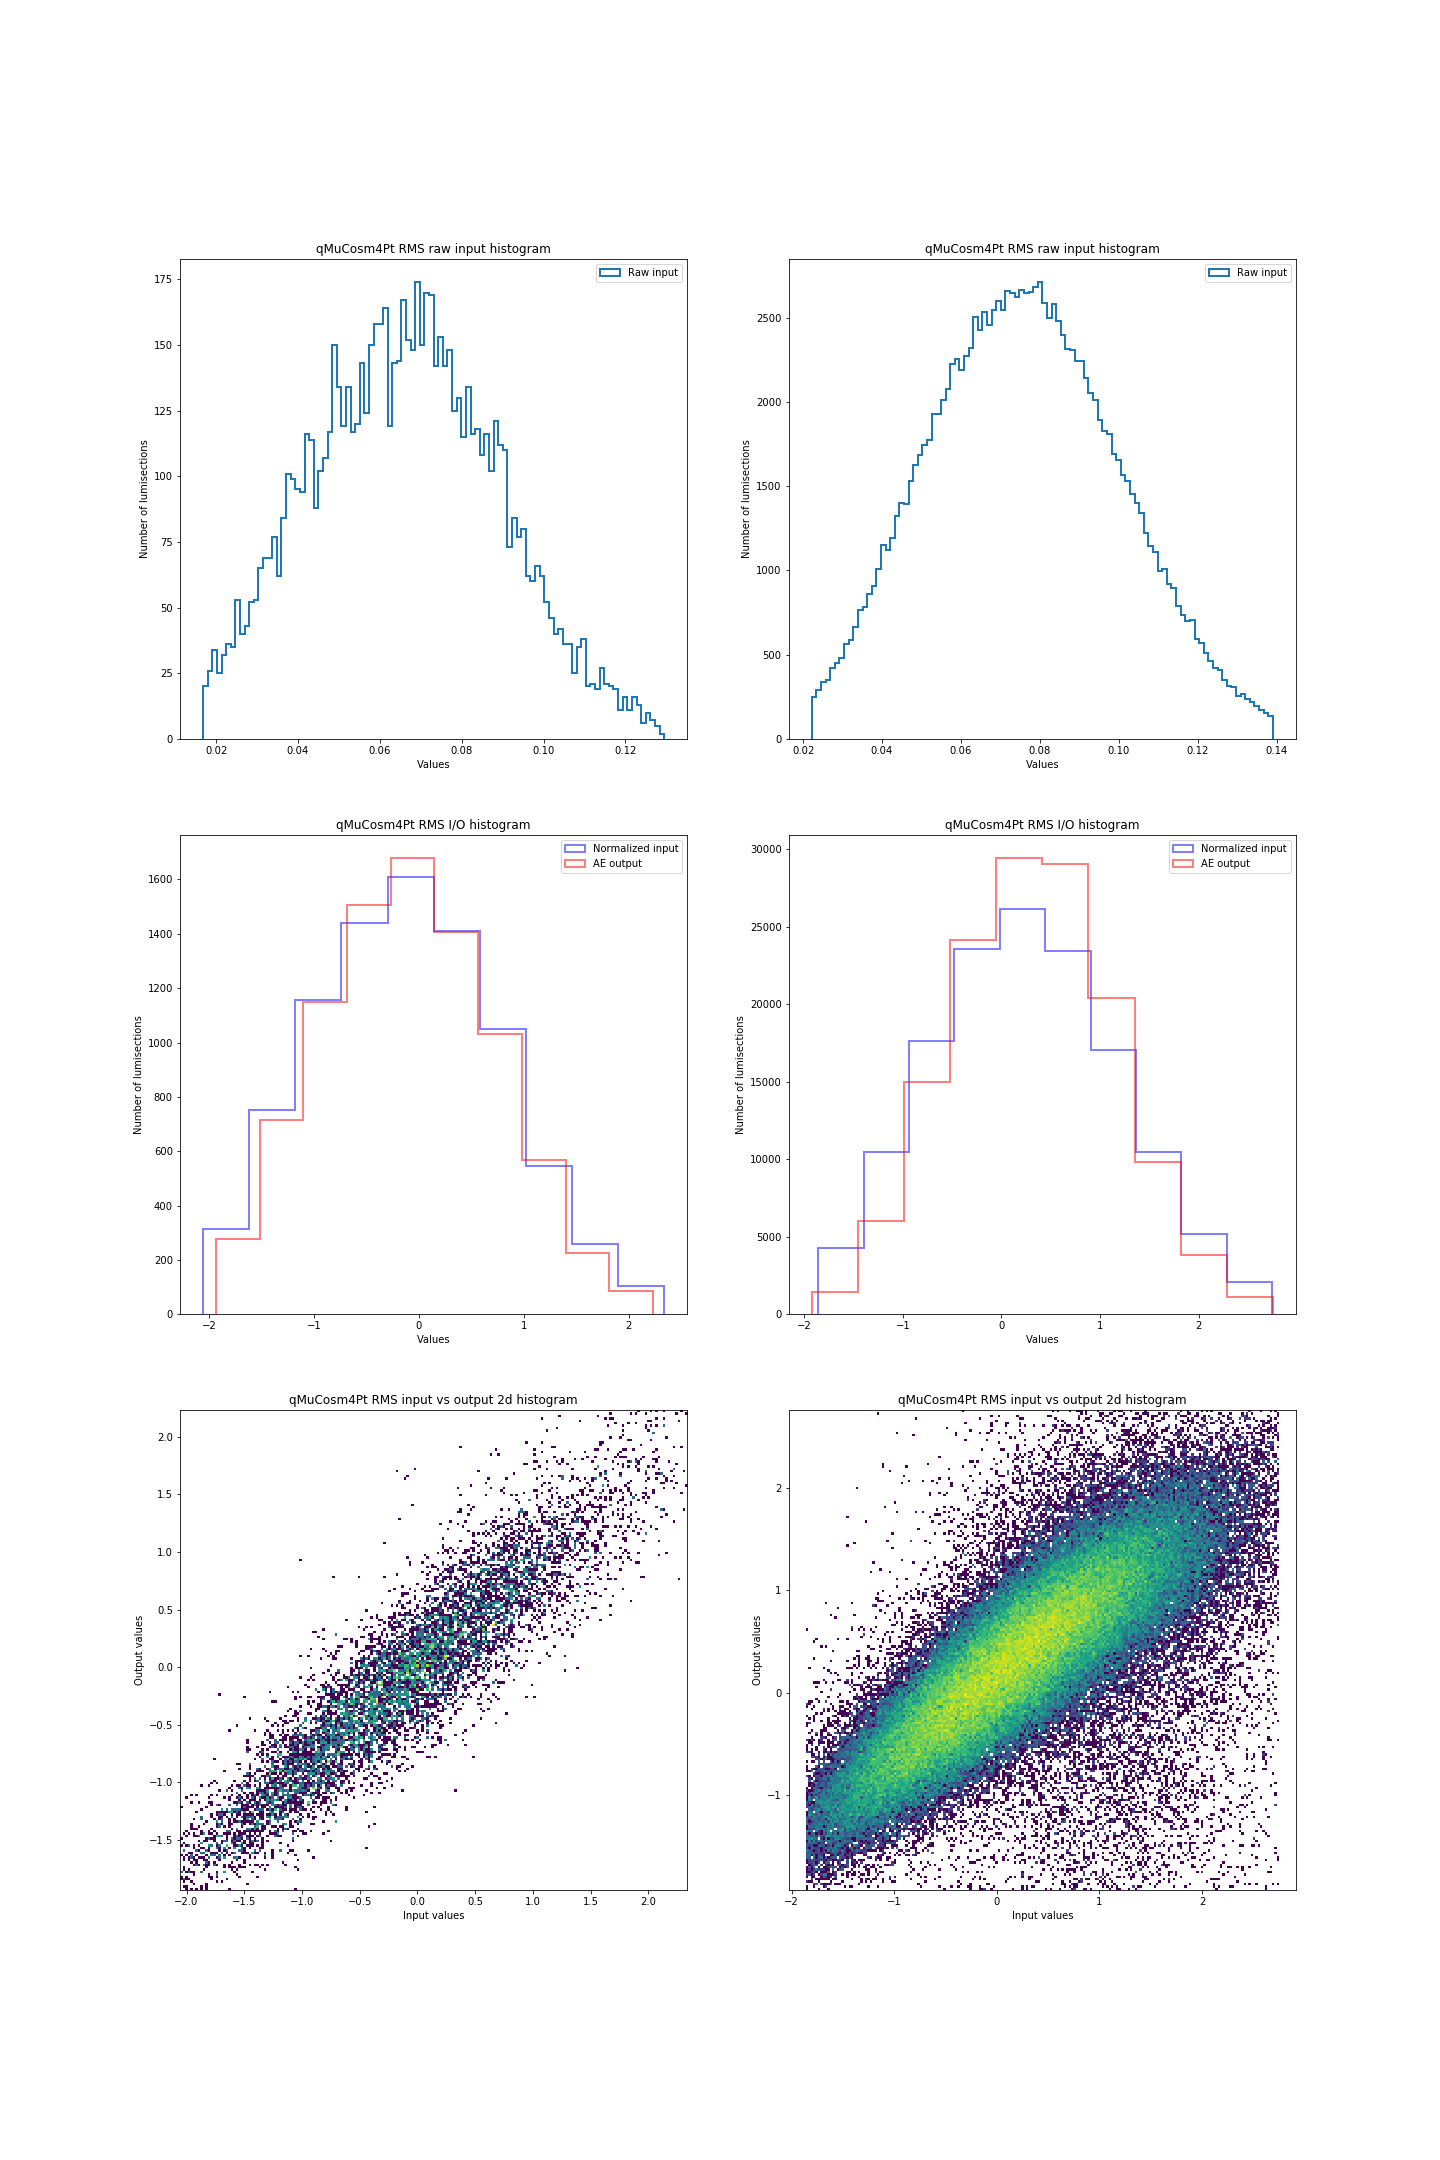 qMuCosm4Pt RMS raw input histogram
Raw input
175
150
125
100
75
50
25
0
Number of lumisections
0.02 0.04 0.06 0.08 0.10 0.12
Values
qMuCosm4Pt RMS raw input histogram
Raw input
2500
2000
1500
1000
500
0
Number of lumisections
0.02 0.04 0.06 0.08 0.10 0.12 0.14
Values
qMuCosm4Pt RMS I/O histogram
Normalized input
AE output
1600
1400
1200
1000
800
600
400
200
0
Number of lumisections
−2 −1 0 1 2
Values
qMuCosm4Pt RMS I/O histogram
Normalized input
AE output
30000
25000
20000
15000
10000
5000
0
Number of lumisections
−2 −1 0 1 2
Values
qMuCosm4Pt RMS input vs output 2d histogram
2.0
1.5
1.0
0.5
0.0
−0.5
−1.0
−1.5
Output values
−2.0 −1.5 −1.0 −0.5 0.0 0.5 1.0 1.5 2.0
Input values
qMuCosm4Pt RMS input vs output 2d histogram
2
1
0
−1
Output values
−2 −1 0 1 2
Input values